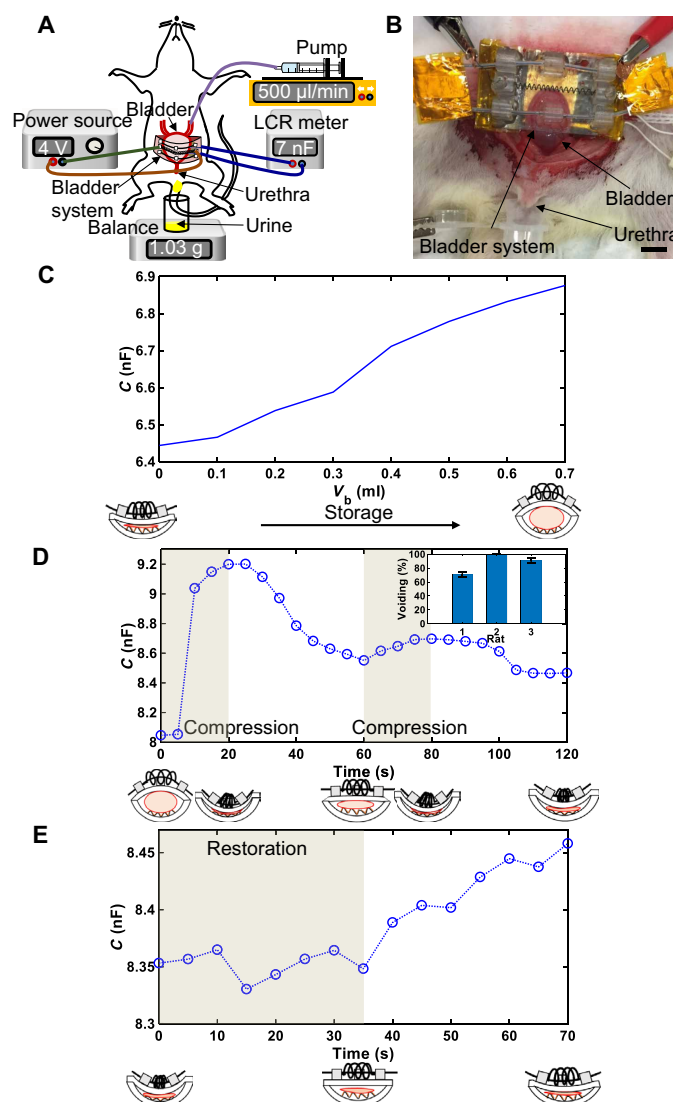 A
Pump
500 µl/min
Bladder
Power source
LCR meter
4 V
7 nF
Bladder
system
Urethra
Balance
Urine
1.03 g
B
Bladder
Urethra
Bladder system
C
6.9
6.8
6.7
6.6
6.5
6.4
C (nF)
0 0.1 0.2 0.3 0.4 0.5 0.6 0.7
V_b (ml)
Storage
D
9.2
9
8.8
8.6
8.4
8.2
8
C (nF)
100
80
60
40
20
0
Voiding (%)
1 2 3
Rat
Compression
Compression
0 20 40 60 80 100 120
Time (s)
E
Restoration
8.45
8.4
8.35
8.3
C (nF)
0 10 20 30 40 50 60 70
Time (s)